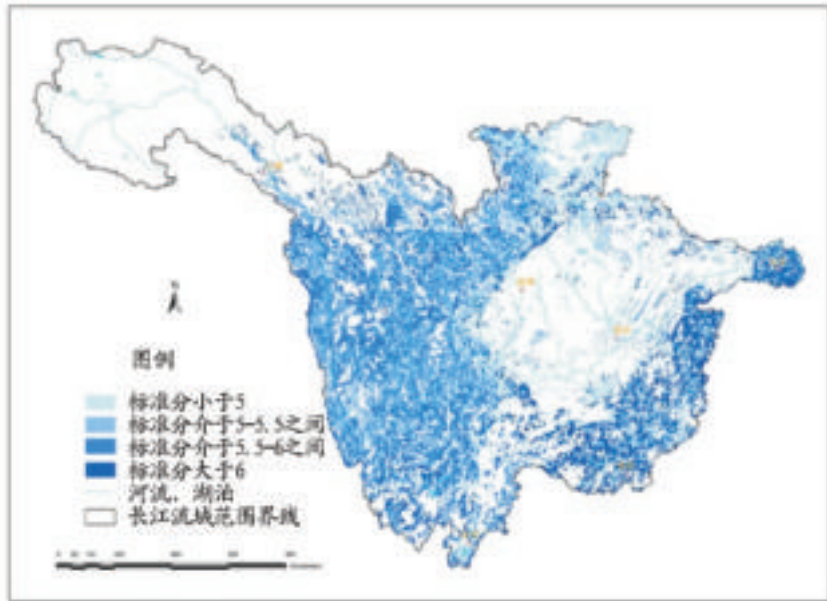 图例
标准分小于5
标准分介于5-5.5之间
标准分介于5.5-6之间
标准分大于6
河流、湖泊
长江流域范围界线